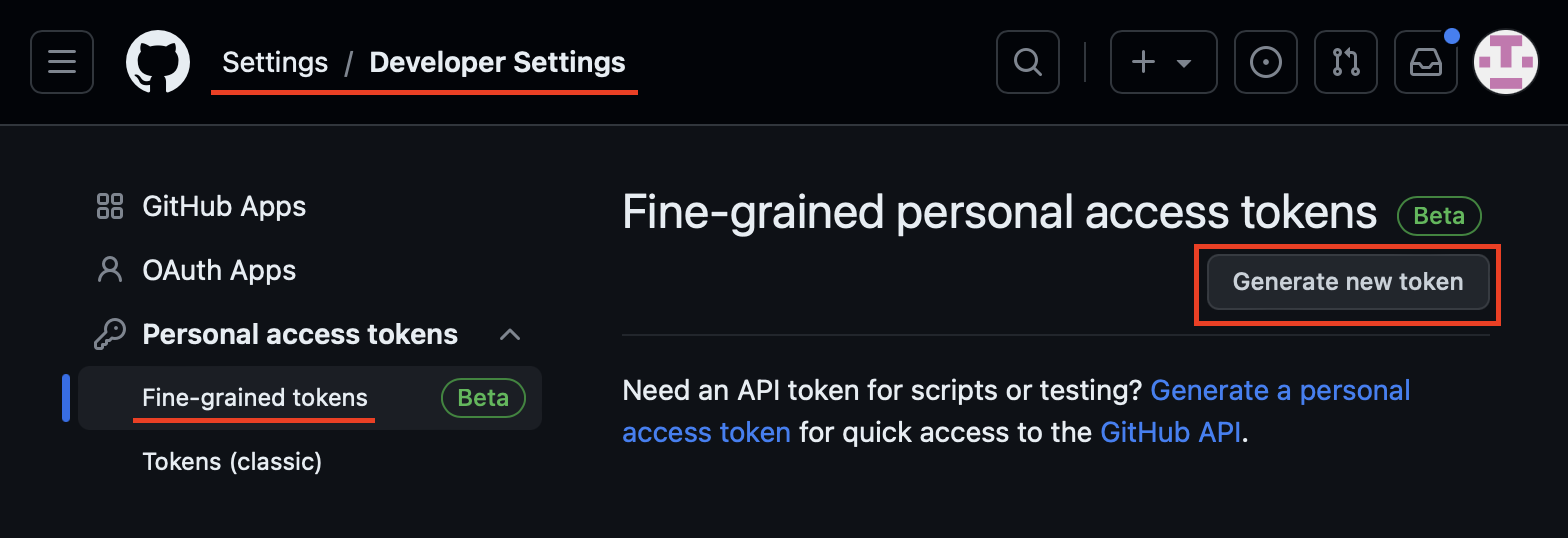 Settings / Developer Settings
GitHub Apps
OAuth Apps
Personal access tokens
Fine-grained tokens Beta
Tokens (classic)
Fine-grained personal access tokens Beta
Generate new token
Need an API token for scripts or testing? Generate a personal
access token for quick access to the GitHub API.